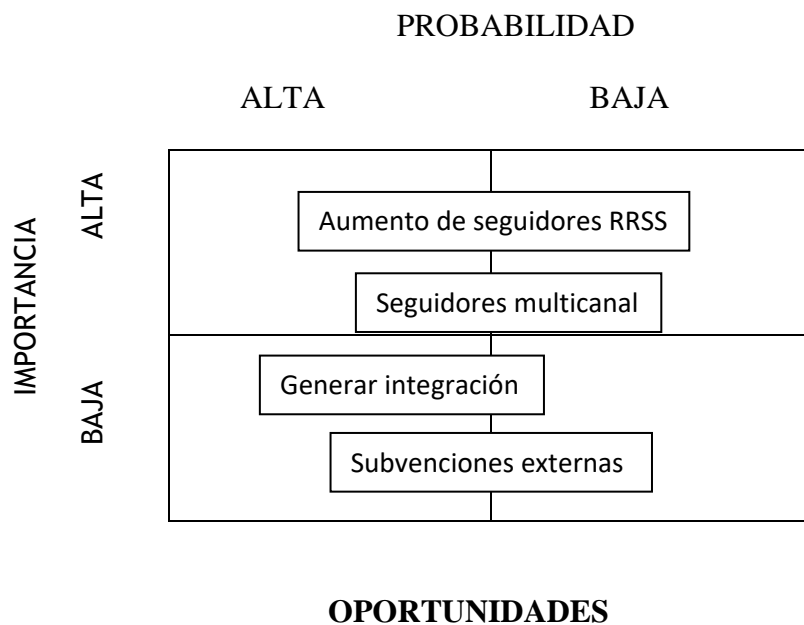 PROBABILIDAD
ALTA BAJA
IMPORTANCIA
ALTA
Aumento de seguidores RRSS
Seguidores multicanal
BAJA
Generar integración
Subvenciones externas
OPORTUNIDADES